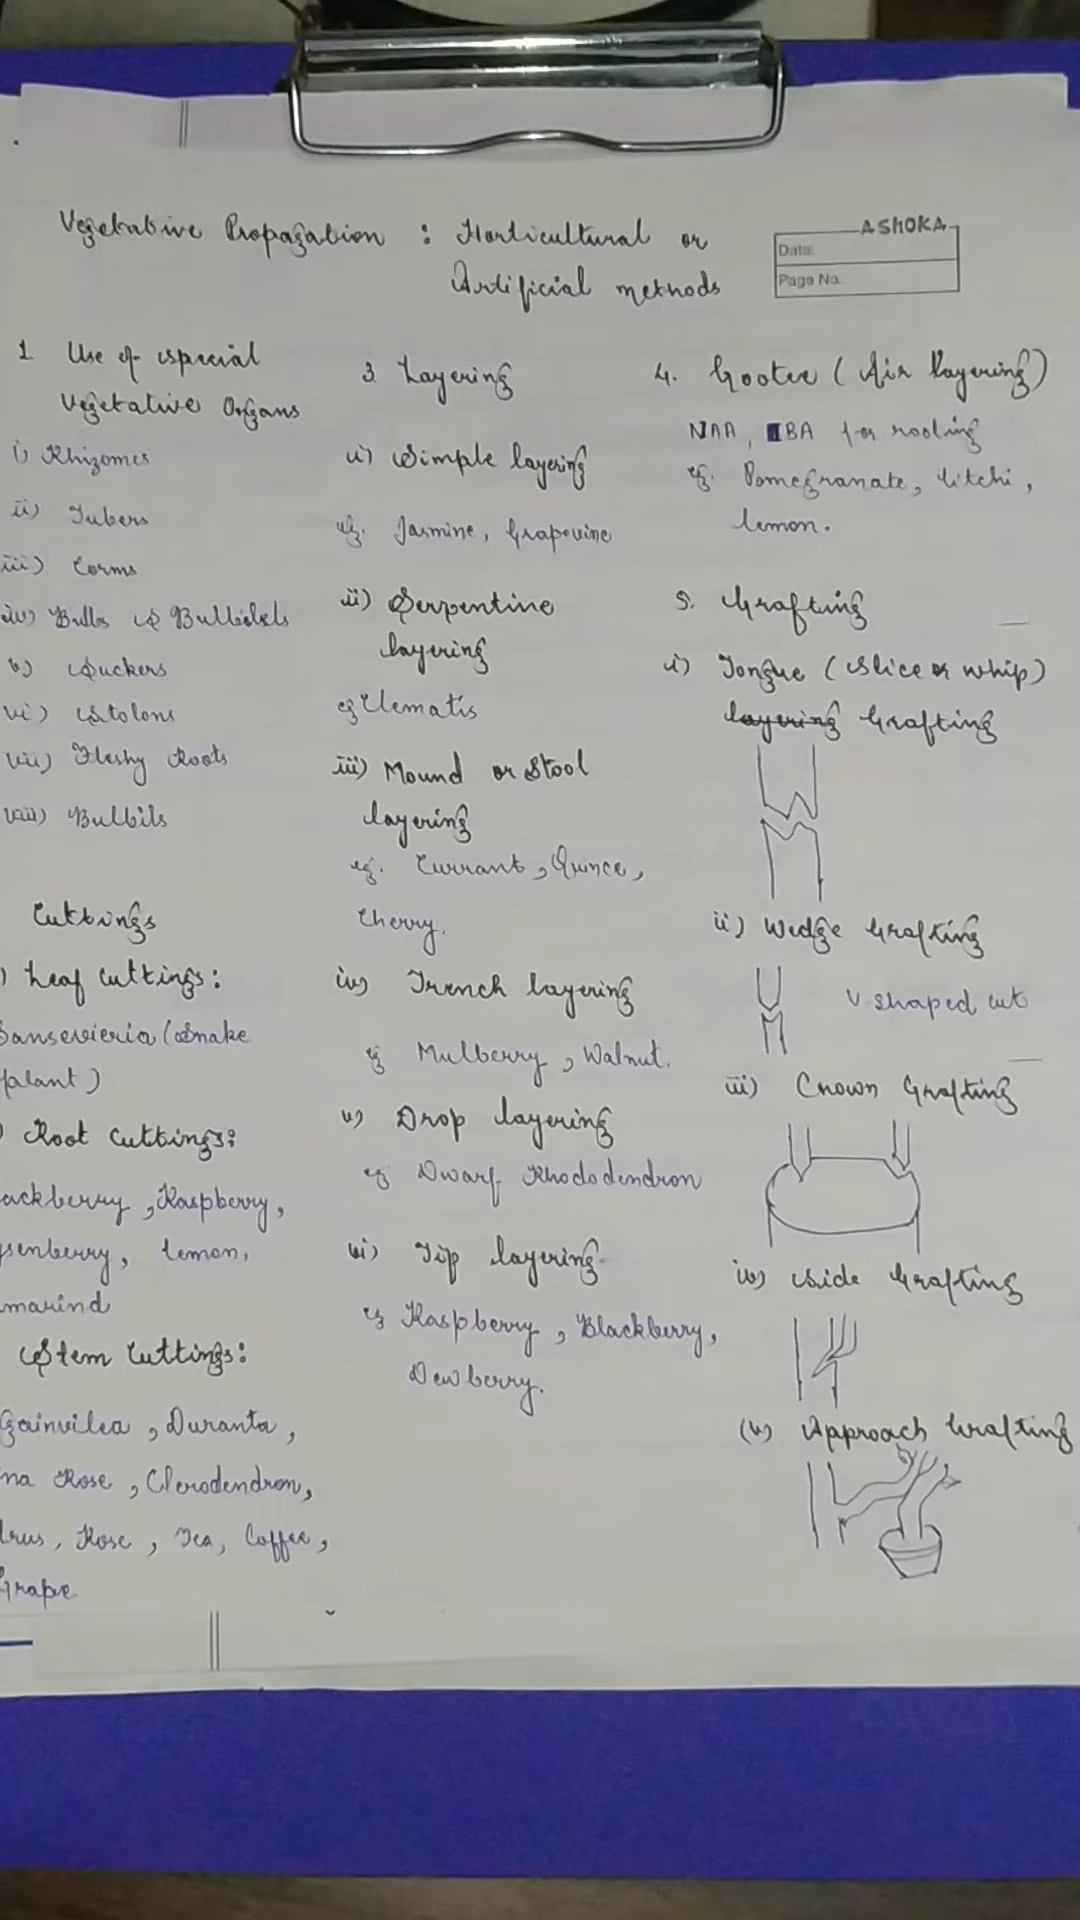 Vegetative Propagation : Horticultural or
Artificial methods
ASHOKA
Date:
Page No.
1 Use of special
Vegetative Organs
i) Rhizomes
ii) Tubers
iii) Corms
iv) Bulbs & Bulblets
v) Suckers
vi) Stolons
vii) Fleshy Roots
viii) Bulbils
Cuttings
) Leaf Cuttings:
Sansevieria (Snake
) Root Cuttings:
ackberry, Raspberry,
senberry, lemon,
marind
Stem Cuttings:
gainvilea, Duranta,
na Rose, Clerodendron,
trus, Rose, Tea, Coffee,
Grape
3. Layering
i) Simple layering
eg. Jasmine, Grapevine
ii) Serpentine
layering
eg Clematis
iii) Mound or Stool
layering
eg. Currant, Quince,
Cherry.
iv) Trench layering
eg Mulberry, Walnut.
v) Drop layering
eg Dwarf Rhododendron
vi) Tip layering
eg Raspberry, Blackberry,
Dewberry.
4. Gootee (Air layering)
NAA, IBA for rooting
eg. Pomegranate, litchi,
lemon.
5. Grafting
i) Tongue (Slice or whip)
layering Grafting
ii) Wedge Grafting
V shaped cut
iii) Crown Grafting
iv) Side Grafting
(v) Approach Grafting